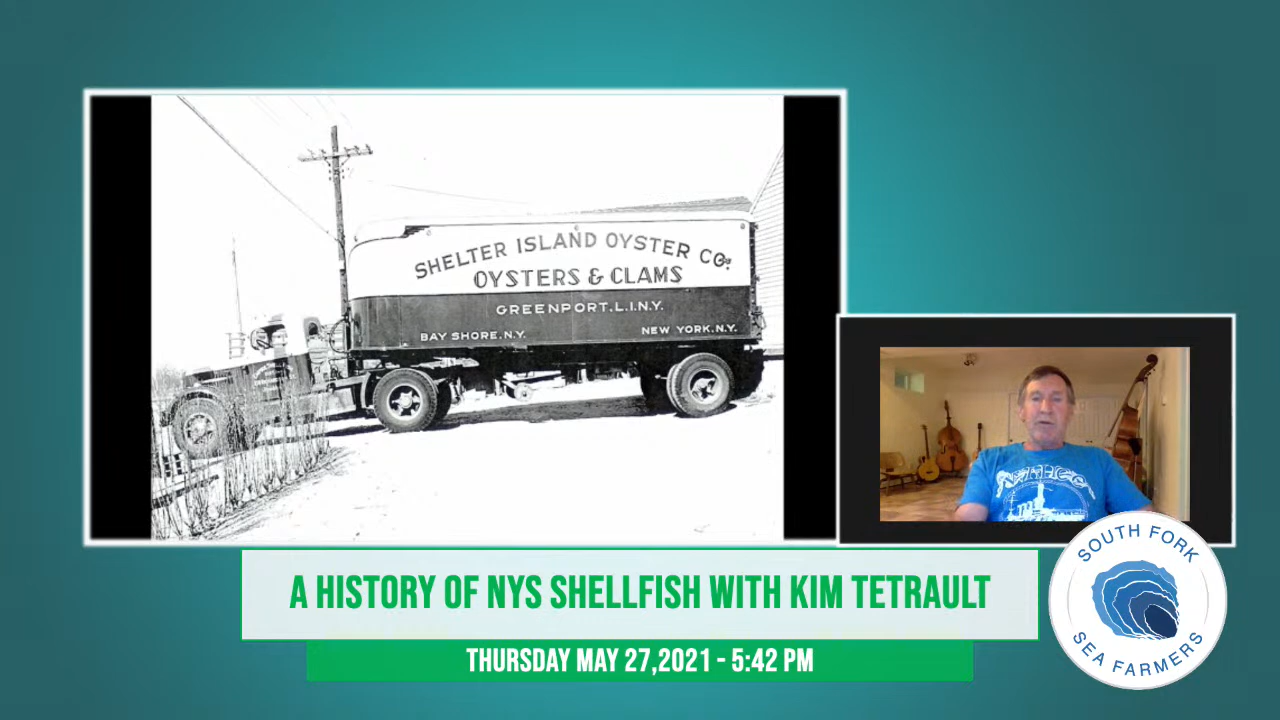 SHELTER ISLAND OYSTER CO.
OYSTERS & CLAMS
GREENPORT, L.I.N.Y.
BAY SHORE, N.Y.
NEW YORK, N.Y.
A HISTORY OF NYS SHELLFISH WITH KIM TETRAULT
THURSDAY MAY 27,2021 - 5:42 PM
SOUTH FORK
SEA FARMERS